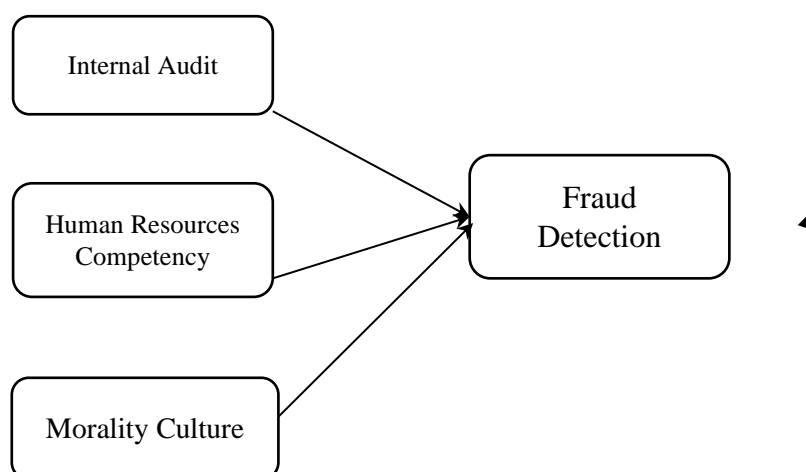 Internal Audit
Human Resources
Competency
Fraud
Detection
Morality Culture